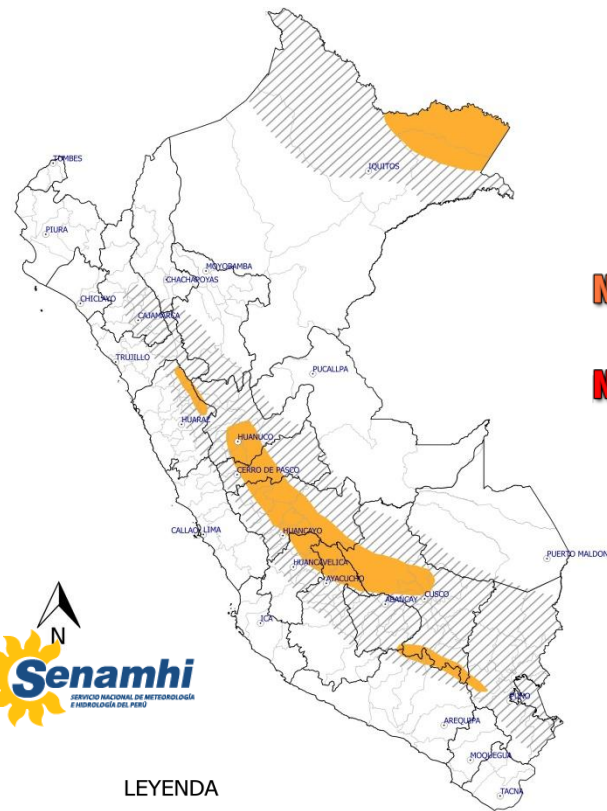 TUMBES
IQUITOS
PIURA
MOYOBAMBA
CHACHAPOYAS
CHICLAYO
CAJAMARCA
TRUJILLO
PUCALLPA
HUARAZ
HUANUCO
CERRO DE PASCO
CALLAO
LIMA
HUANCAYO
PUERTO MALDON
HUANCAVELICA
AYACUCHO
ABANCAY
CUSCO
ICA
PUNO
AREQUIPA
MOQUEGUA
TACNA
N
N
N
Senamhi
SERVICIO NACIONAL DE METEOROLOGÍA
E HIDROLOGÍA DEL PERÚ
LEYENDA